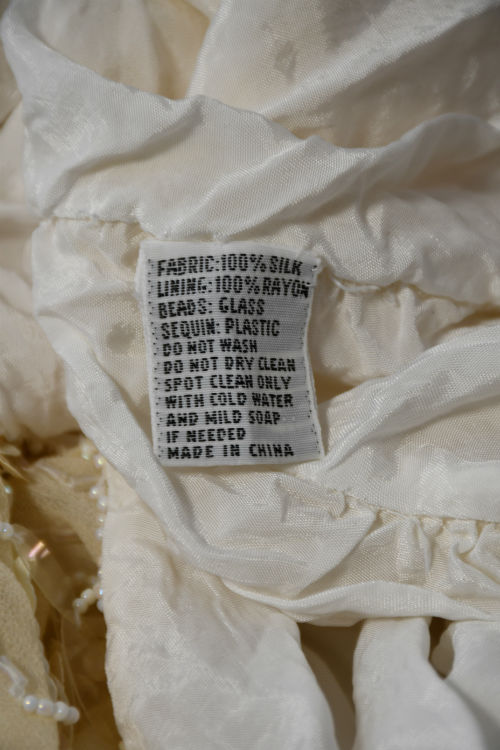 FABRIC:100% SILK
LINING:100% RAYON
BEADS: GLASS
SEQUIN: PLASTIC
DO NOT WASH
DO NOT DRY CLEAN
SPOT CLEAN ONLY
WITH COLD WATER
AND MILD SOAP
IF NEEDED
MADE IN CHINA